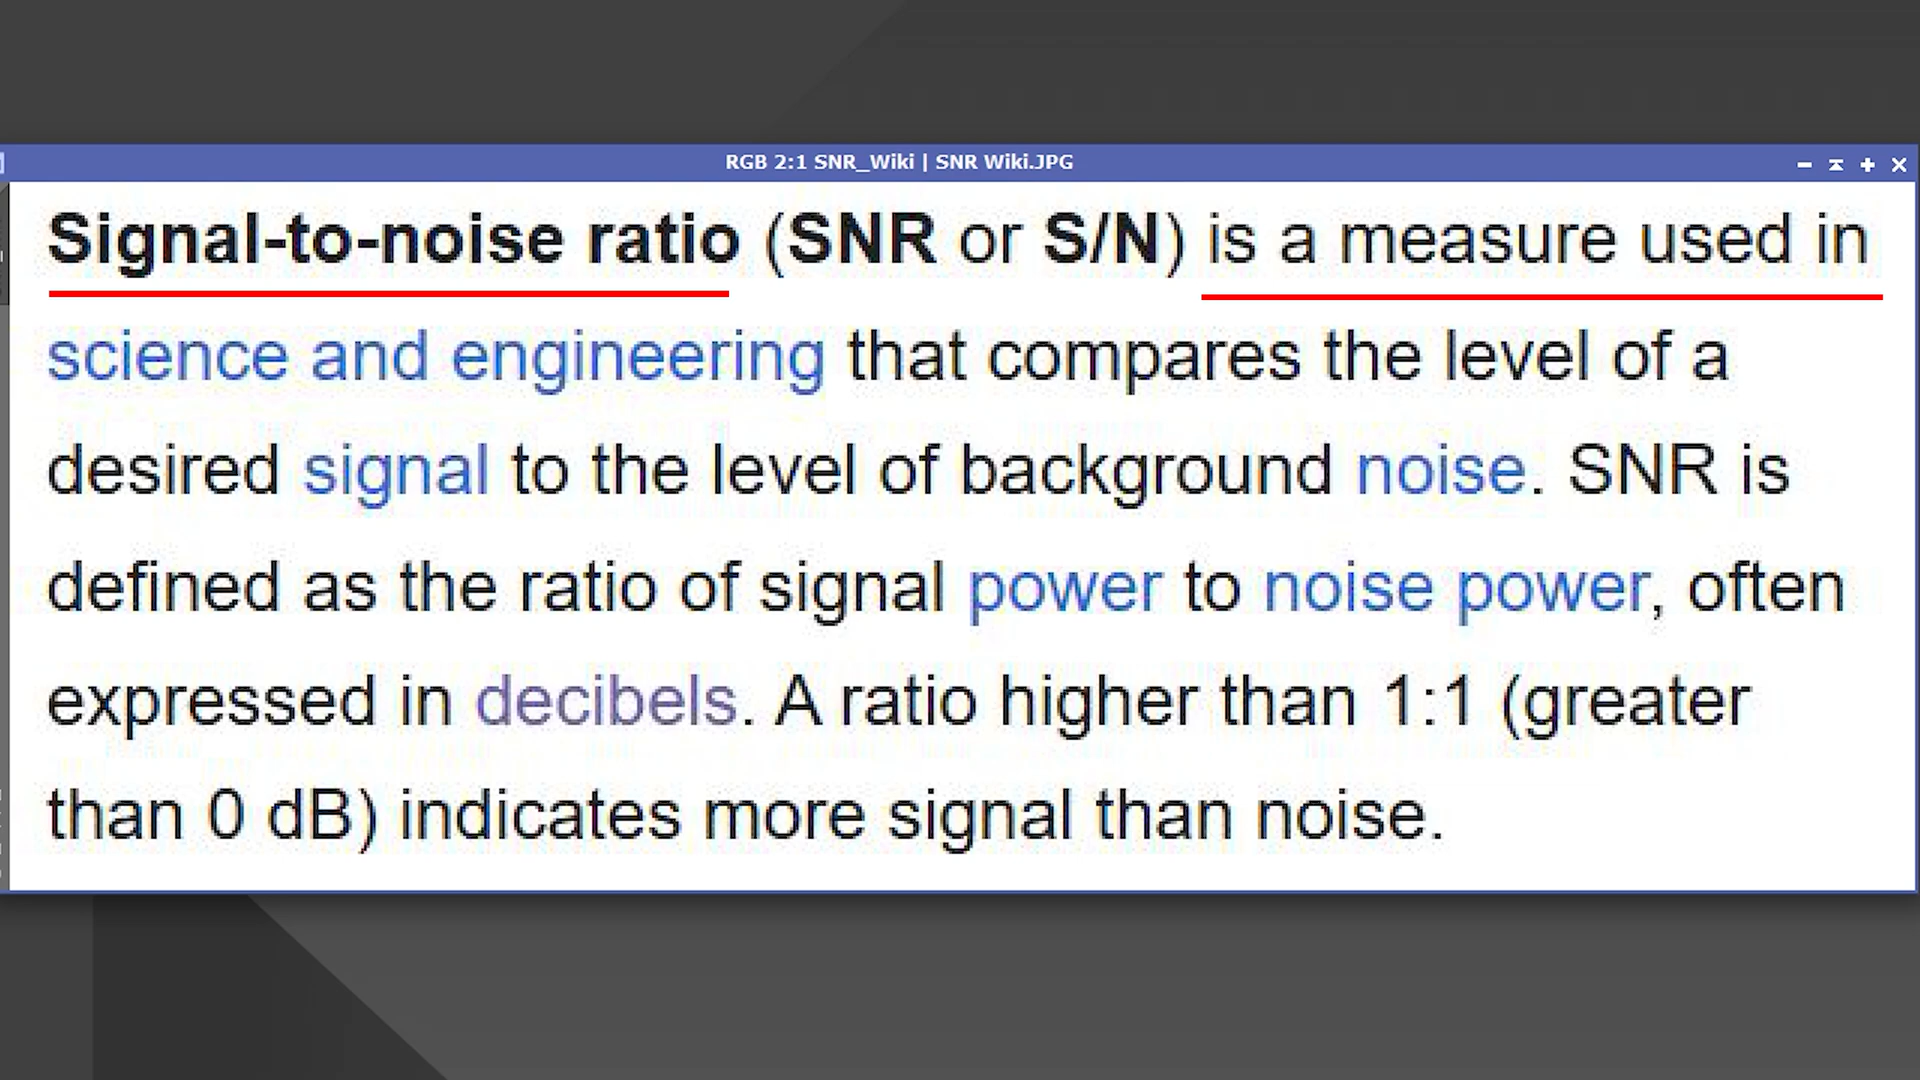 RGB 2:1 SNR_Wiki | SNR Wiki.JPG
Signal-to-noise ratio (SNR or S/N) is a measure used in
science and engineering that compares the level of a
desired signal to the level of background noise. SNR is
defined as the ratio of signal power to noise power, often
expressed in decibels. A ratio higher than 1:1 (greater
than 0 dB) indicates more signal than noise.